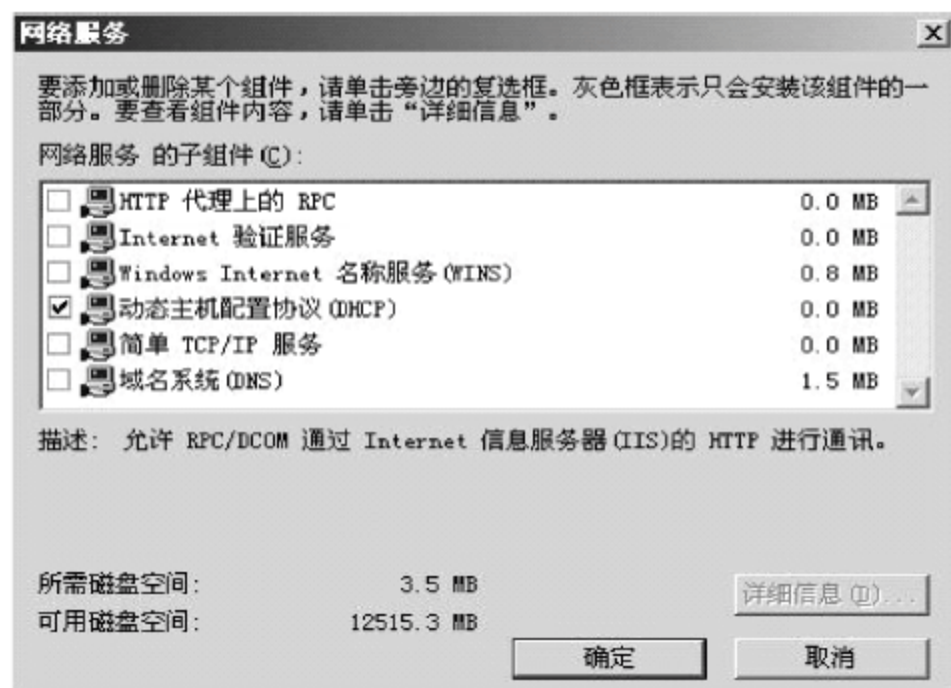 网络服务
要添加或删除某个组件，请单击旁边的复选框。灰色框表示只会安装该组件的一
部分。要查看组件内容，请单击“详细信息”。
网络服务 的子组件(C):
HTTP 代理上的 RPC 0.0 MB
Internet 验证服务 0.0 MB
Windows Internet 名称服务(WINS) 0.8 MB
动态主机配置协议(DHCP) 0.0 MB
简单 TCP/IP 服务 0.0 MB
域名系统(DNS) 1.5 MB
描述: 允许 RPC/DCOM 通过 Internet 信息服务器(IIS)的 HTTP 进行通讯。
所需磁盘空间: 3.5 MB
详细信息(D)...
可用磁盘空间: 12515.3 MB
确定 取消